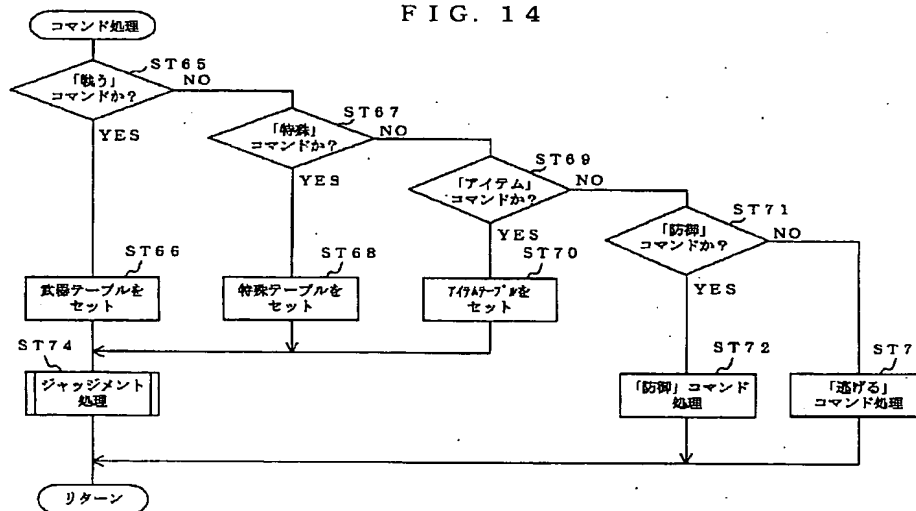 FIG. 14
コマンド処理
ST65
「戦う」
コマンドか?
NO
YES
ST67
「特殊」
コマンドか?
NO
YES
ST69
「アイテム」
コマンドか?
NO
YES
ST71
「防御」
コマンドか?
NO
YES
ST66
武器テーブルを
セット
ST68
特殊テーブルを
セット
ST70
アイテムテーブルを
セット
ST74
ジャッジメント
処理
ST72
「防御」コマンド
処理
ST7
「逃げる」
コマンド処理
リターン